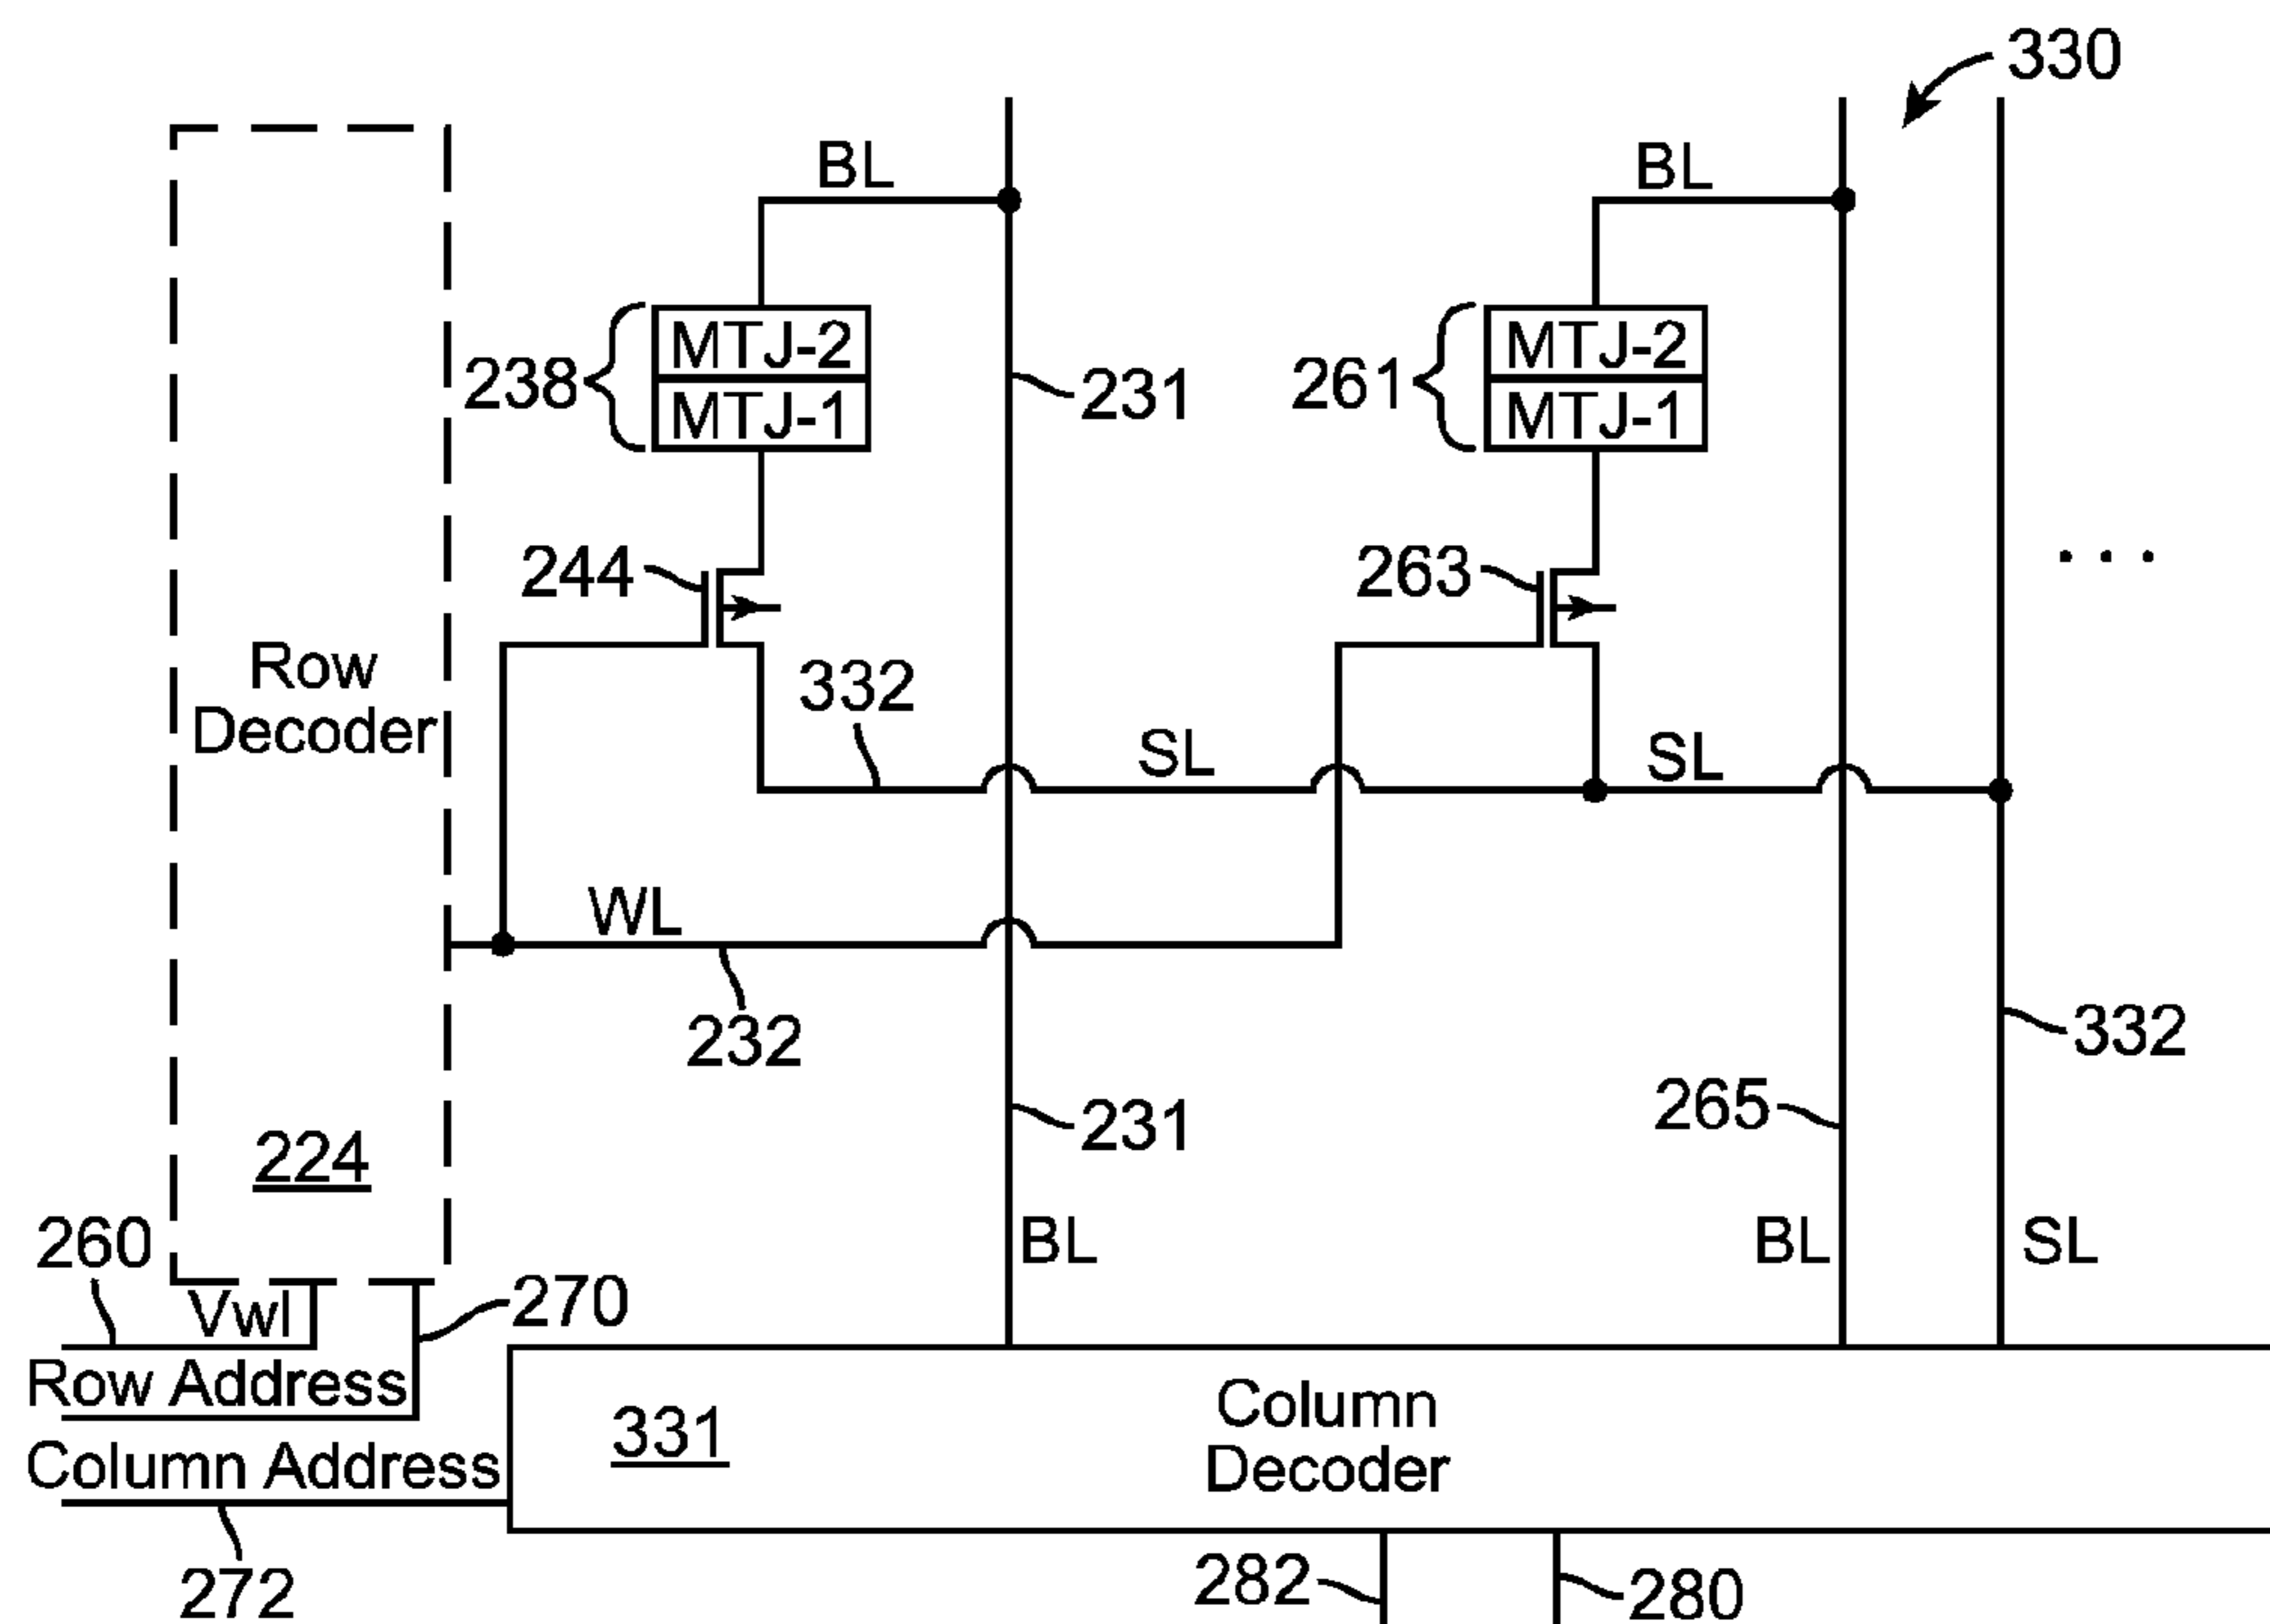 330
BL
BL
MTJ-2
MTJ-1
238
231
MTJ-2
MTJ-1
261
244
263
. . .
Row
Decoder
332
SL
SL
WL
232
332
231
265
224
260
BL
BL
SL
Vwl
270
Row Address
Column Address
331
Column
Decoder
272
282
280